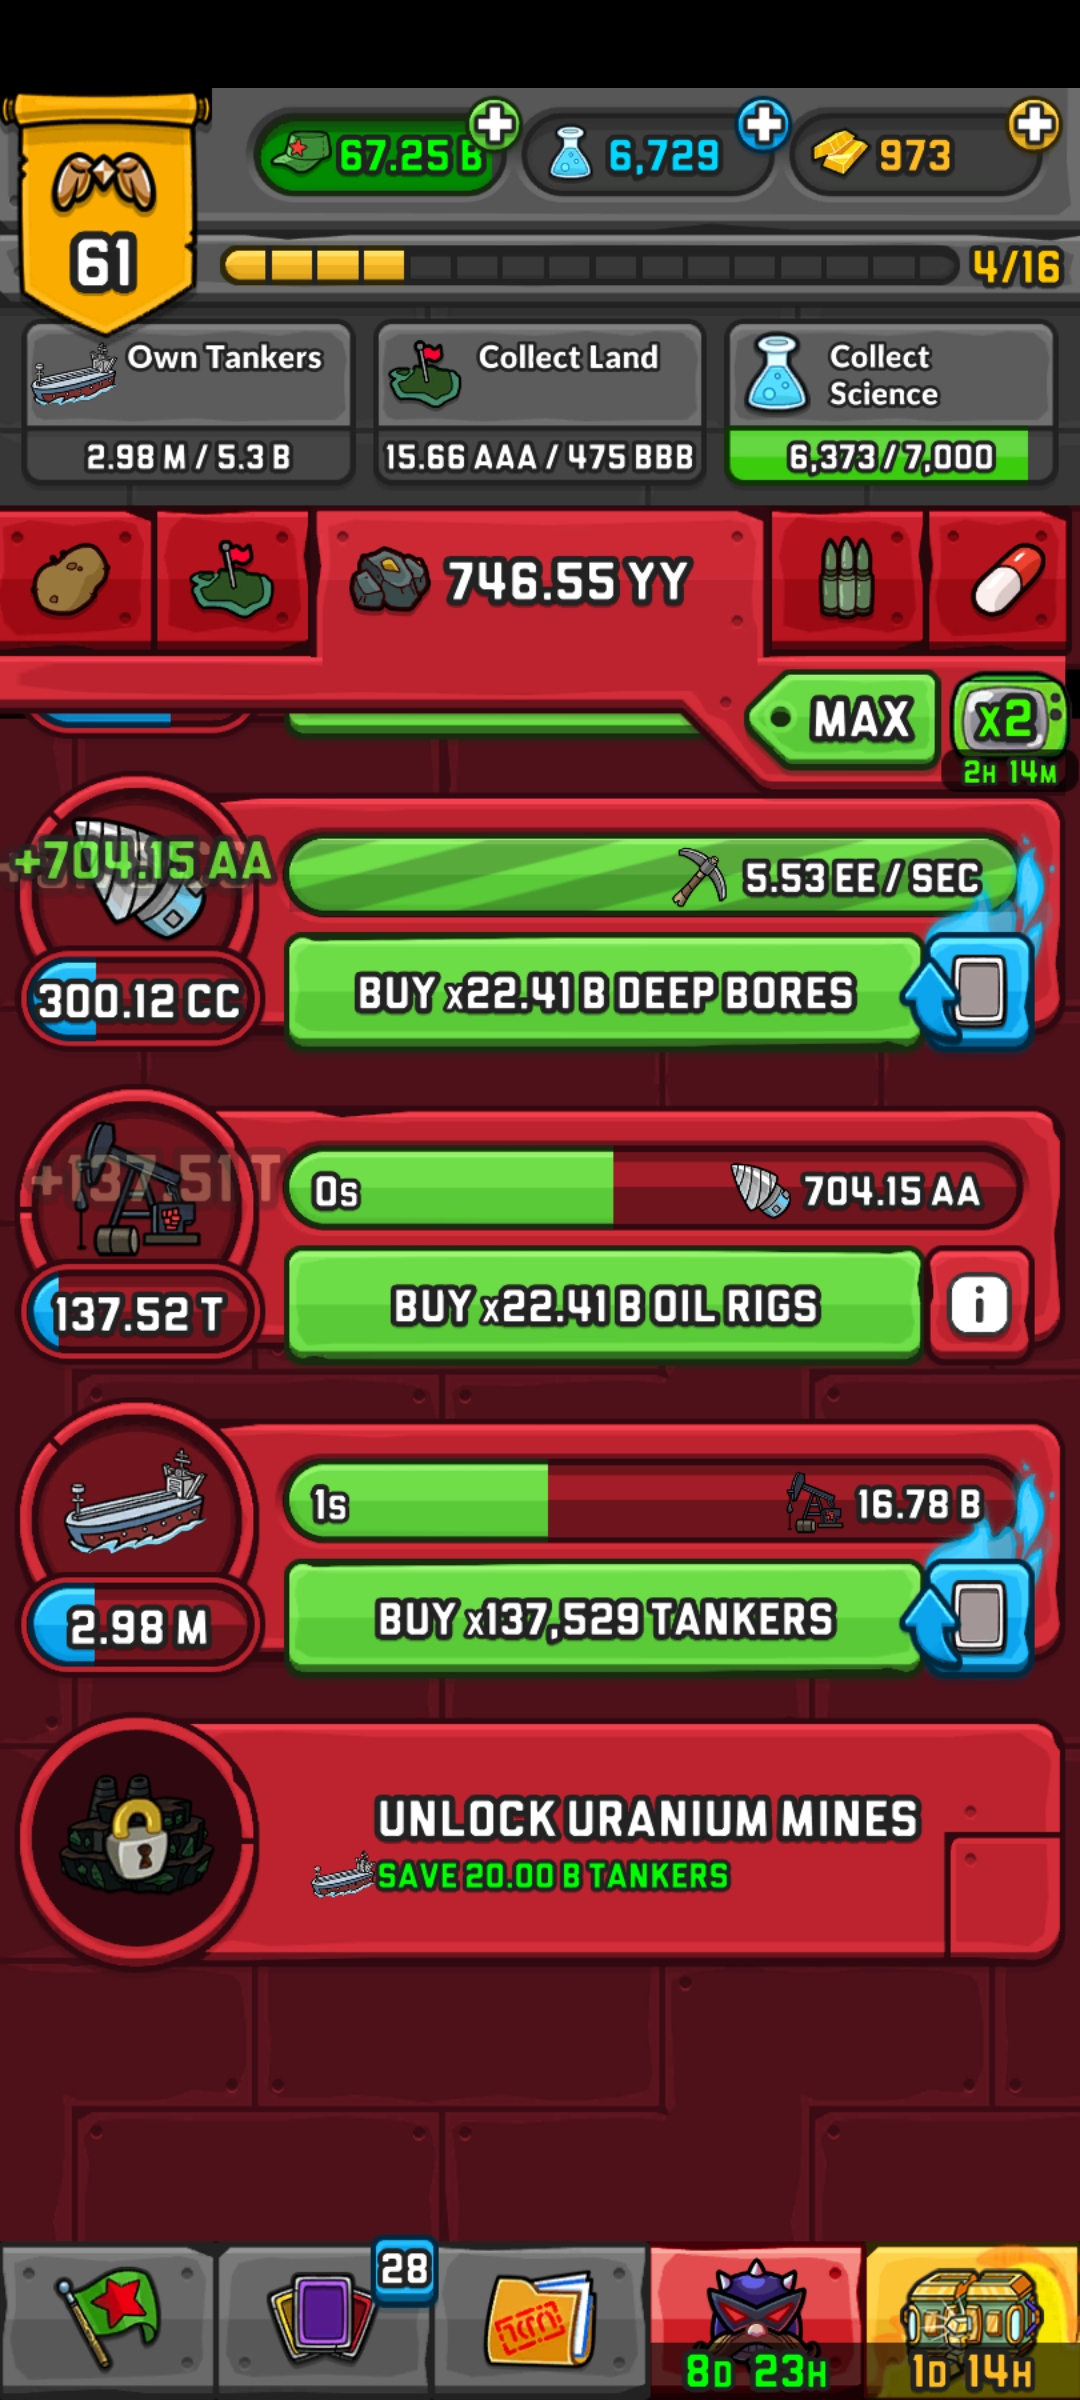 67.25 B
6,729
973
61
4/16
Own Tankers
2.98 M / 5.3 B
Collect Land
15.66 AAA / 475 BBB
Collect
Science
6,373 / 7,000
746.55 YY
MAX
x2
2H 14M
+704.15 AA
5.53 EE / SEC
300.12 CC
BUY x22.41 B DEEP BORES
+137.51 T
0s
704.15 AA
137.52 T
BUY x22.41 B OIL RIGS
i
1s
16.78 B
2.98 M
BUY x137,529 TANKERS
UNLOCK URANIUM MINES
SAVE 20.00 B TANKERS
28
8D 23H
1D 14H